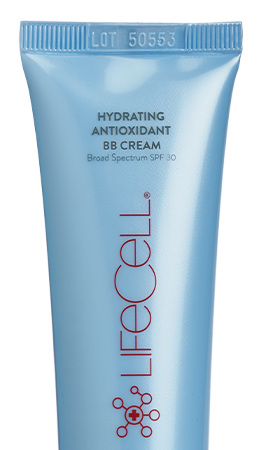 LOT 50553
HYDRATING
ANTIOXIDANT
BB CREAM
Broad Spectrum SPF 30
LIFECELL®